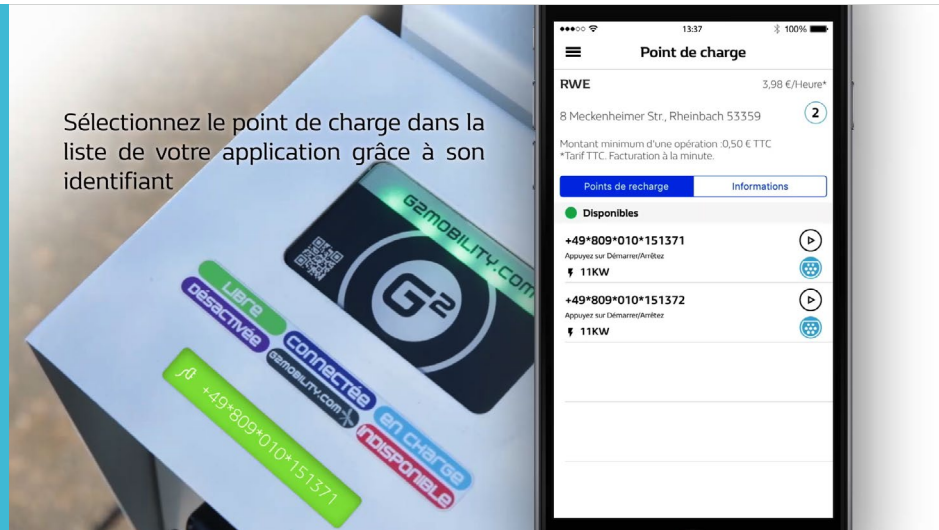 Sélectionnez le point de charge dans la
liste de votre application grâce à son
identifiant
G2MOBILITY.COM
G2
LIBRE
DÉSACTIVÉE
CONNECTÉE
G2MOBILITY.COM
EN CHARGE
INDISPONIBLE
+49*809*010*151371
13:37
100%
Point de charge
RWE
3,98 €/Heure*
8 Meckenheimer Str., Rheinbach 53359
2
Montant minimum d'une opération :0,50 € TTC
*Tarif TTC. Facturation à la minute.
Points de recharge
Informations
Disponibles
+49*809*010*151371
Appuyez sur Démarrer/Arrêtez
11KW
+49*809*010*151372
Appuyez sur Démarrer/Arrêtez
11KW